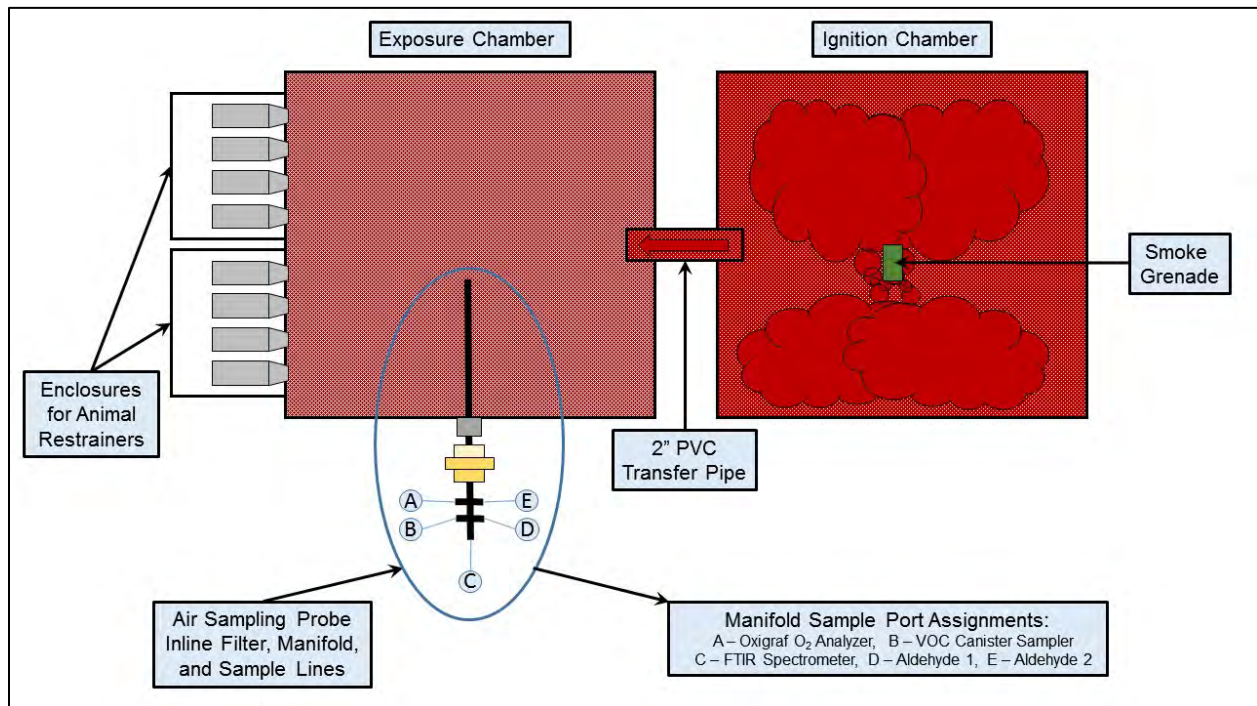 Exposure Chamber
Ignition Chamber
Smoke
Grenade
Enclosures
for Animal
Restrainers
2” PVC
Transfer Pipe
A
E
B
D
C
Air Sampling Probe
Inline Filter, Manifold,
and Sample Lines
Manifold Sample Port Assignments:
A – Oxigraf O₂ Analyzer, B – VOC Canister Sampler
C – FTIR Spectrometer, D – Aldehyde 1, E – Aldehyde 2